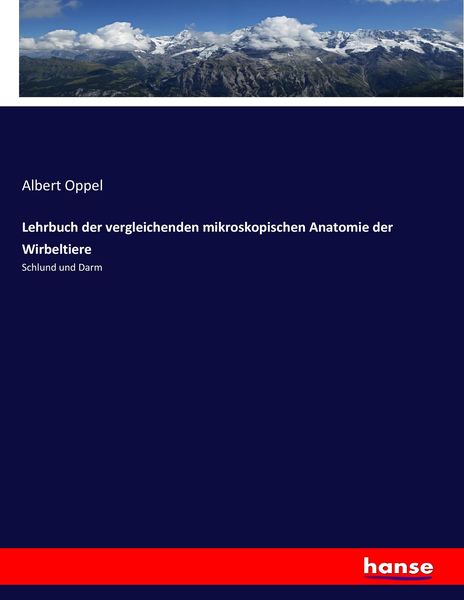 Albert Oppel
Lehrbuch der vergleichenden mikroskopischen Anatomie der
Wirbeltiere
Schlund und Darm
hanse